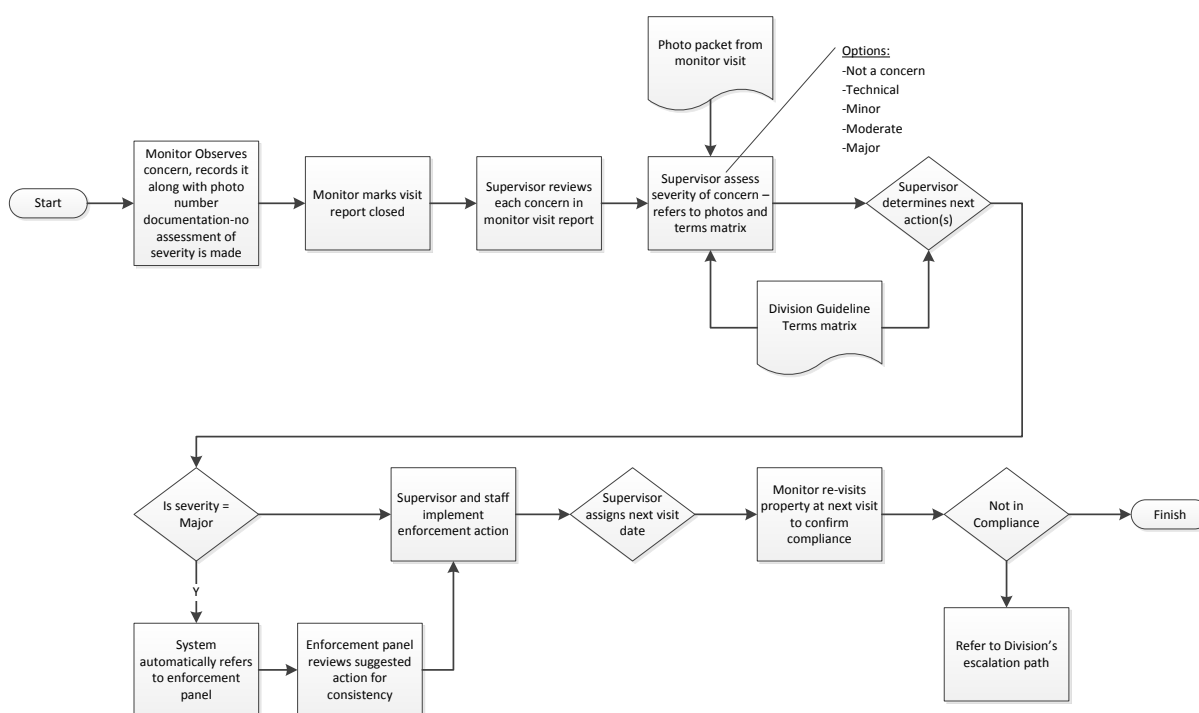 Photo packet from
monitor visit
Options:
-Not a concern
-Technical
-Minor
-Moderate
-Major
Start
Monitor Observes
concern, records it
along with photo
number
documentation-no
assessment of
severity is made
Monitor marks visit
report closed
Supervisor reviews
each concern in
monitor visit report
Supervisor assess
severity of concern –
refers to photos and
terms matrix
Supervisor
determines next
action(s)
Division Guideline
Terms matrix
Is severity =
Major
Supervisor and staff
implement
enforcement action
Supervisor
assigns next visit
date
Monitor re-visits
property at next visit
to confirm
compliance
Not in
Compliance
Finish
Y
System
automatically refers
to enforcement
panel
Enforcement panel
reviews suggested
action for
consistency
Refer to Division's
escalation path